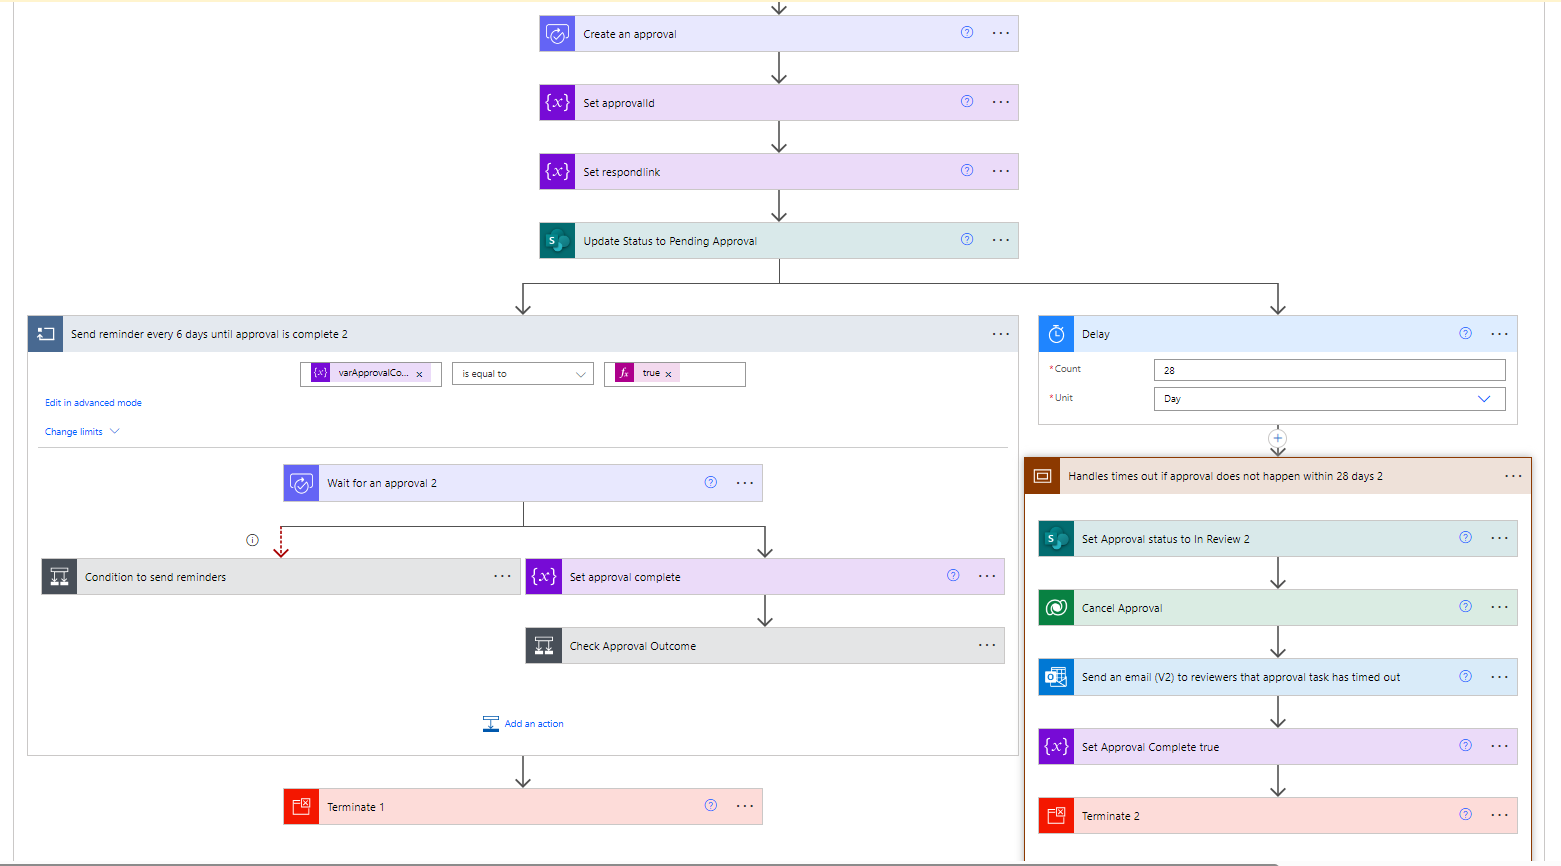 Create an approval
Set approvalId
Set respondlink
Update Status to Pending Approval
Send reminder every 6 days until approval is complete 2
varApprovalCo... × is equal to true ×
Edit in advanced mode
Change limits
Wait for an approval 2
Condition to send reminders
Set approval complete
Check Approval Outcome
Add an action
Terminate 1
Delay
*Count 28
*Unit Day
Handles times out if approval does not happen within 28 days 2
Set Approval status to In Review 2
Cancel Approval
Send an email (V2) to reviewers that approval task has timed out
Set Approval Complete true
Terminate 2